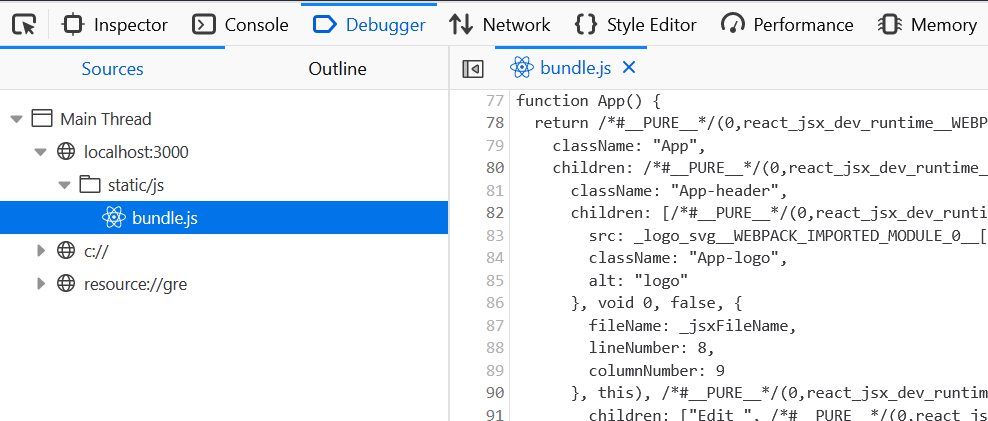 Inspector Console Debugger Network Style Editor Performance Memory
Sources Outline
Main Thread
localhost:3000
static/js
bundle.js
c://
resource://gre
bundle.js
77 function App() {
78 return /*#__PURE__*/(0,react_jsx_dev_runtime__WEBP
79 className: "App",
80 children: /*#__PURE__*/(0,react_jsx_dev_runtime_
81 className: "App-header",
82 children: [/*#__PURE__*/(0,react_jsx_dev_runti
83 src: _logo_svg__WEBPACK_IMPORTED_MODULE_0__[
84 className: "App-logo",
85 alt: "logo"
86 }, void 0, false, {
87 fileName: _jsxFileName,
88 lineNumber: 8,
89 columnNumber: 9
90 }, this), /*#__PURE__*/(0,react_jsx_dev_runtime
91 children: ["Edit ", /*#__PURE__*/(0,react_js